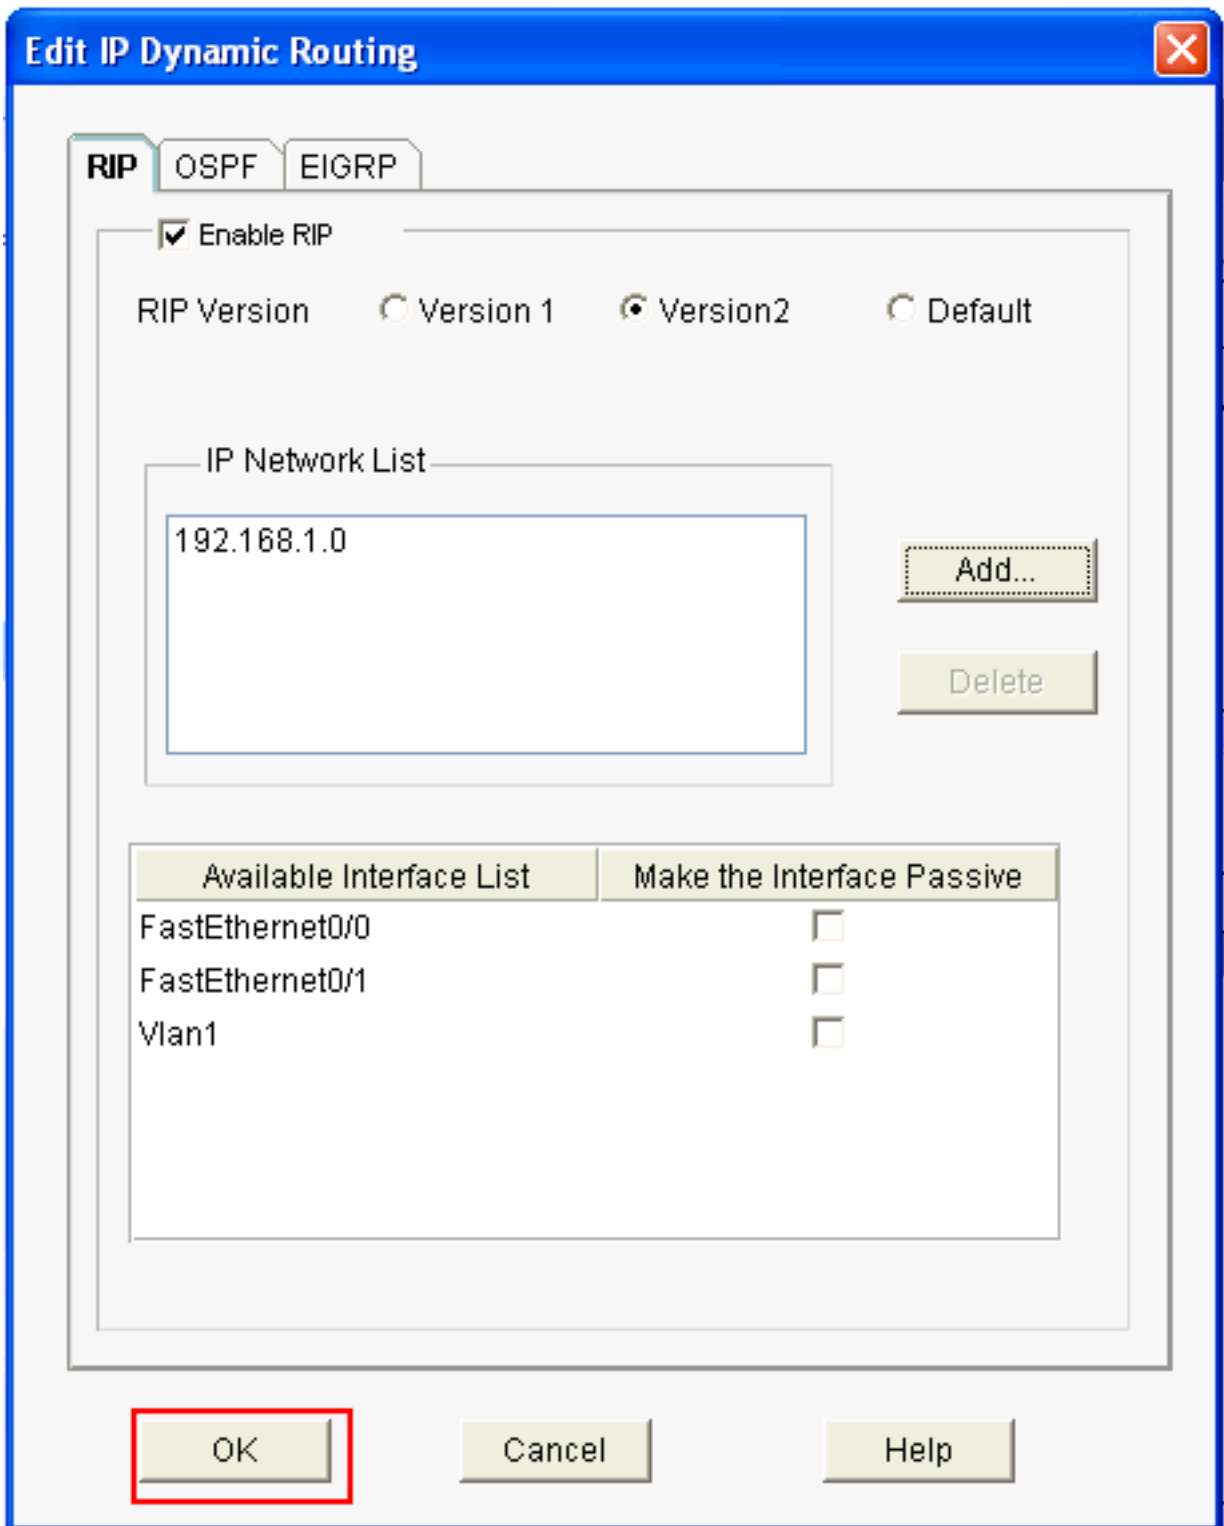 Edit IP Dynamic Routing
RIP OSPF EIGRP
Enable RIP
RIP Version Version 1 Version2 Default
IP Network List
192.168.1.0
Add...
Delete
Available Interface List Make the Interface Passive
FastEthernet0/0
FastEthernet0/1
Vlan1
OK Cancel Help